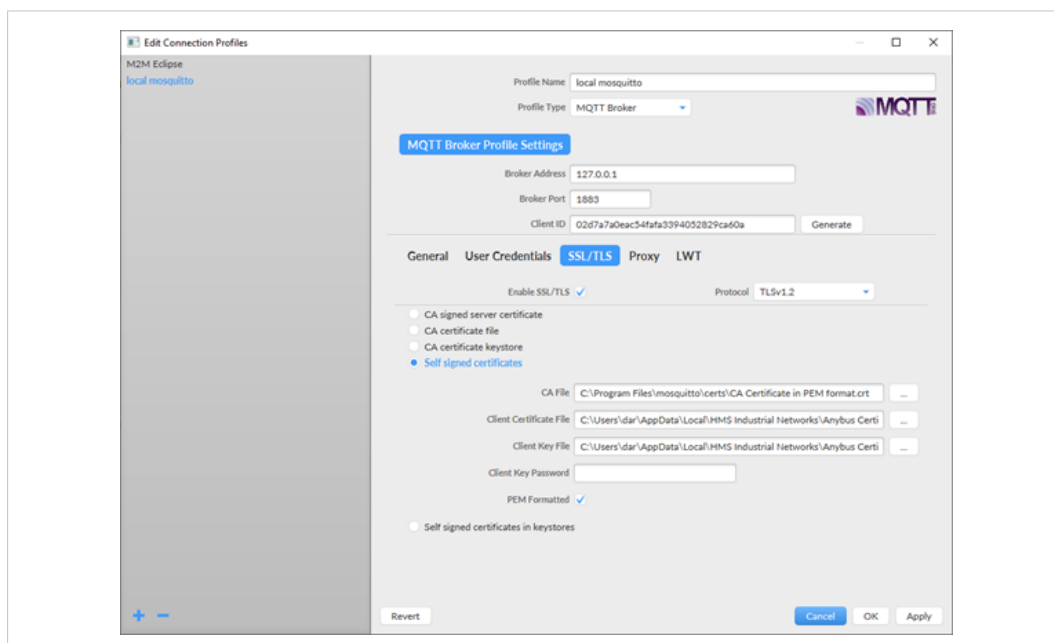 Edit Connection Profiles
M2M Eclipse
local mosquitto
Profile Name local mosquitto
Profile Type MQTT Broker
MQTT
MQTT Broker Profile Settings
Broker Address 127.0.0.1
Broker Port 1883
Client ID 02d7a7a0eac54fafa3394052829ca60a Generate
General User Credentials SSL/TLS Proxy LWT
Enable SSL/TLS Protocol TLSv1.2
CA signed server certificate
CA certificate file
CA certificate keystore
Self signed certificates
CA File C:\Program Files\mosquitto\certs\CA Certificate in PEM format.crt ...
Client Certificate File C:\Users\dar\AppData\Local\HMS Industrial Networks\Anybus Certi ...
Client Key File C:\Users\dar\AppData\Local\HMS Industrial Networks\Anybus Certi ...
Client Key Password
PEM Formatted
Self signed certificates in keystores
Revert Cancel OK Apply